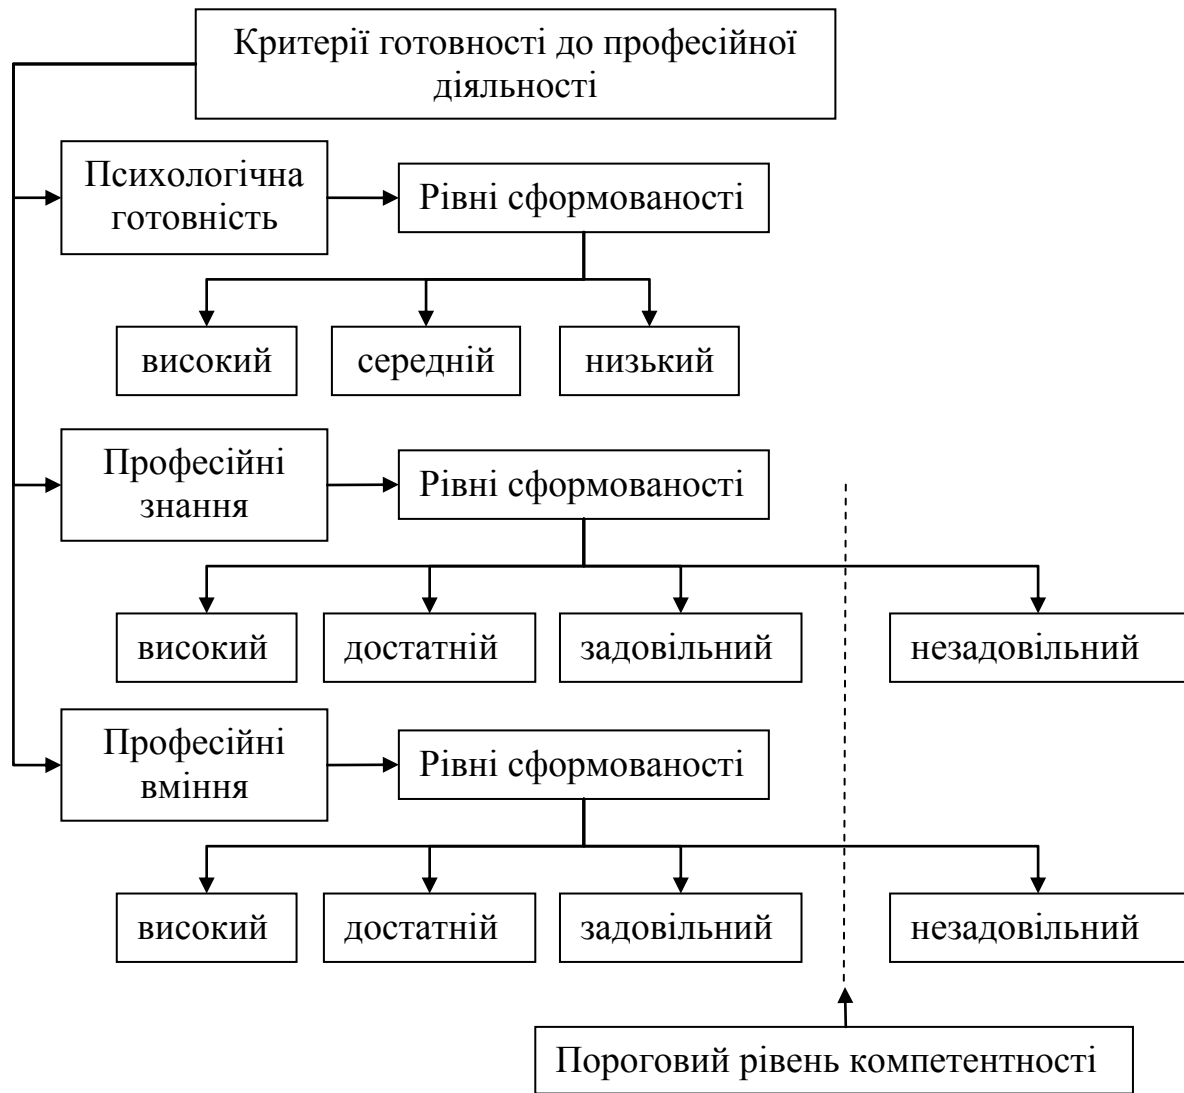 Критерії готовності до професійної
діяльності
Психологічна
готовність
Рівні сформованості
високий
середній
низький
Професійні
знання
Рівні сформованості
високий
достатній
задовільний
незадовільний
Професійні
вміння
Рівні сформованості
високий
достатній
задовільний
незадовільний
Пороговий рівень компетентності